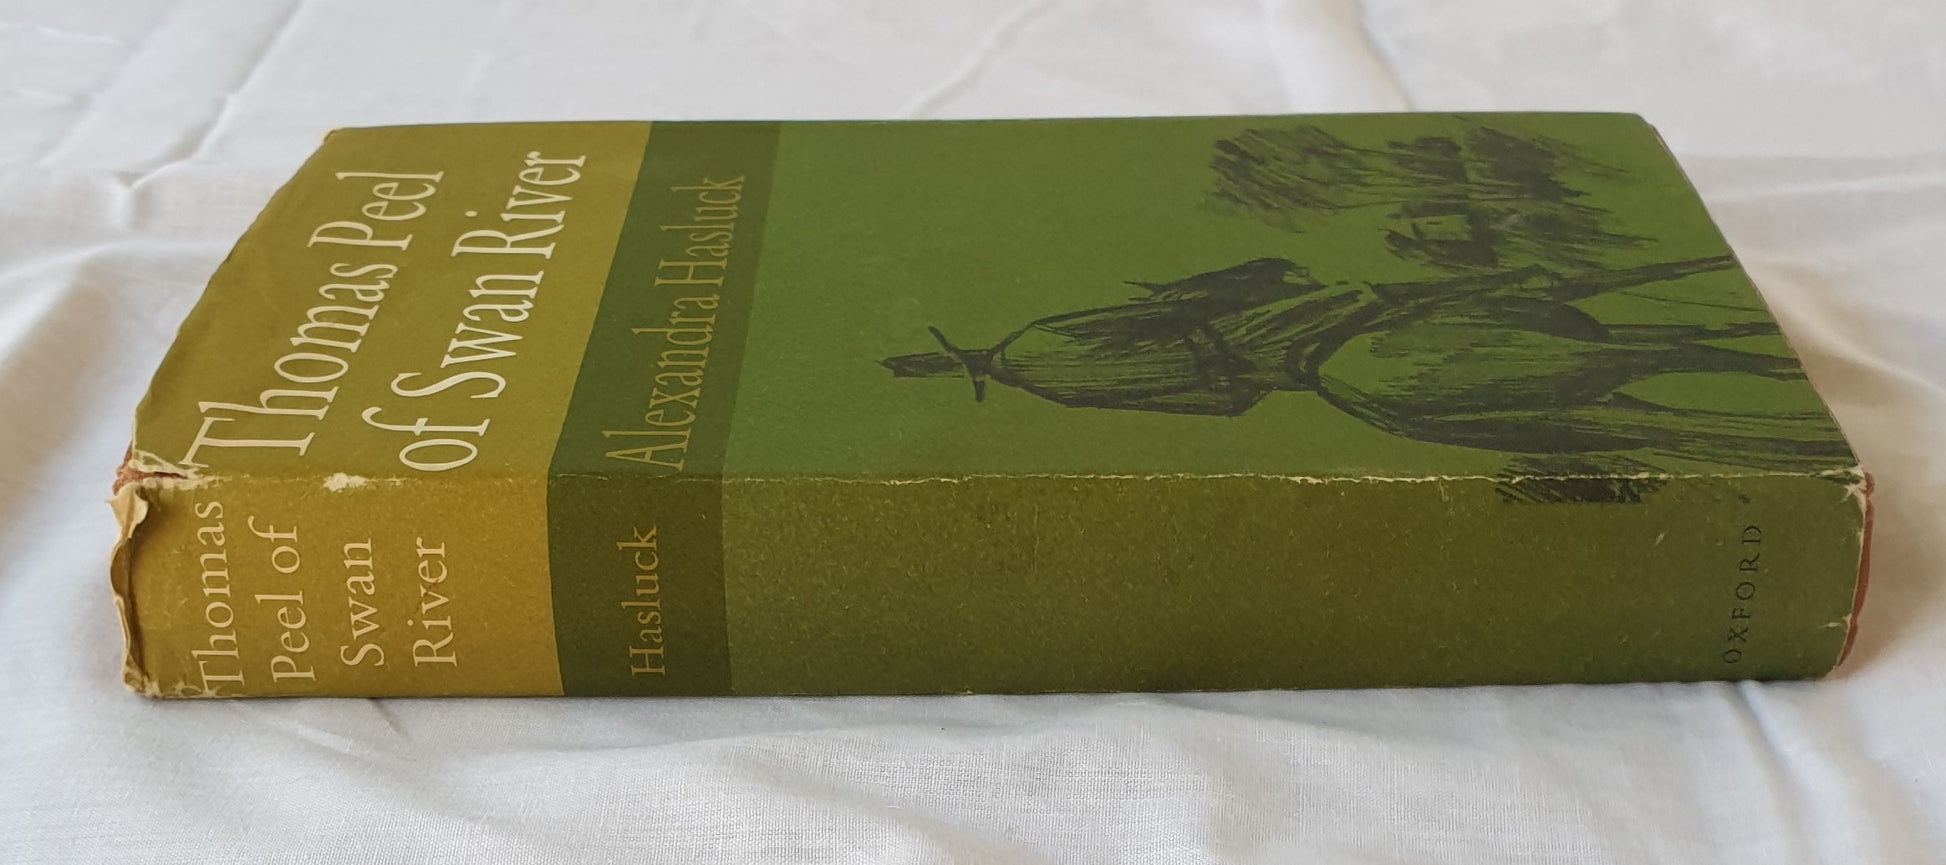 Thomas Peel
of Swan River
Alexandra Hasluck
Thomas
Peel of
Swan
River
Hasluck
OXFORD